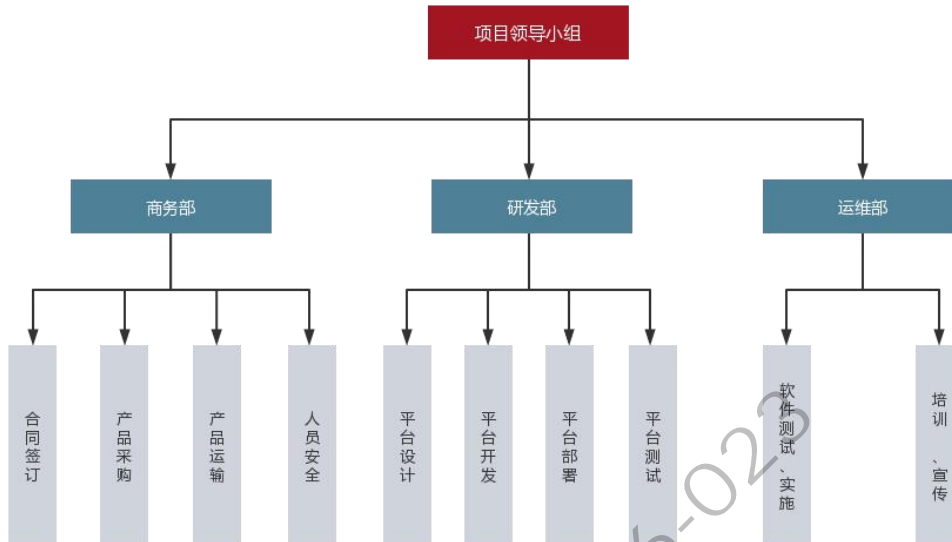 项目领导小组
商务部
研发部
运维部
合同签订
产品采购
产品运输
人员安全
平台设计
平台开发
平台部署
平台测试
软件测试、实施
培训、宣传
6-023